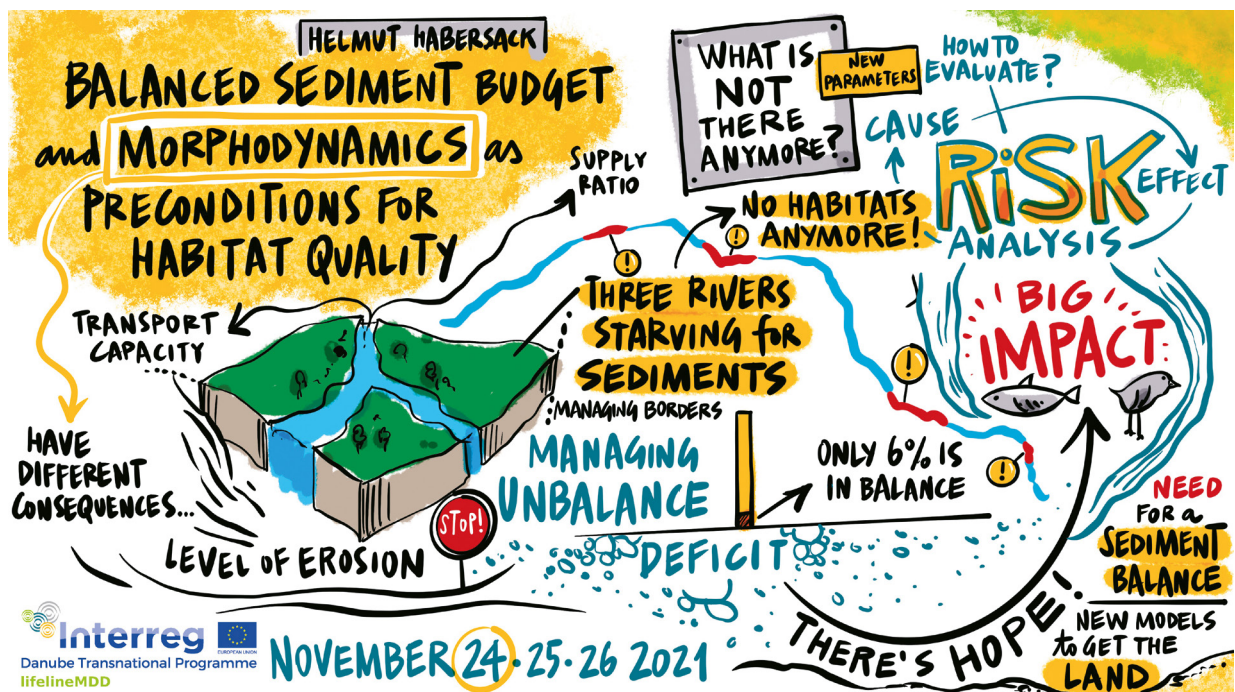 HELMUT HABERSACK
BALANCED SEDIMENT BUDGET
and MORPHODYNAMICS as
PRECONDITIONS FOR
HABITAT QUALITY
TRANSPORT
CAPACITY
SUPPLY
RATIO
HAVE
DIFFERENT
CONSEQUENCES...
LEVEL OF EROSION
STOP!
THREE RIVERS
STARVING for
SEDIMENTS
MANAGING BORDERS
MANAGING
UNBALANCE
DEFICIT
ONLY 6% IS
IN BALANCE
WHAT IS
NOT
THERE
ANYMORE?
NEW
PARAMETERS
NO HABITATS
ANYMORE!
!
!
!
!
HOW TO
EVALUATE?
CAUSE
RiSK
EFFECT
ANALYSIS
BIG
IMPACT
THERE'S HOPE!
NEED
FOR a
SEDIMENT
BALANCE
NEW MODELS
to GET THE
LAND
Interreg
EUROPEAN UNION
Danube Transnational Programme
lifelineMDD
NOVEMBER 24·25·26 2021